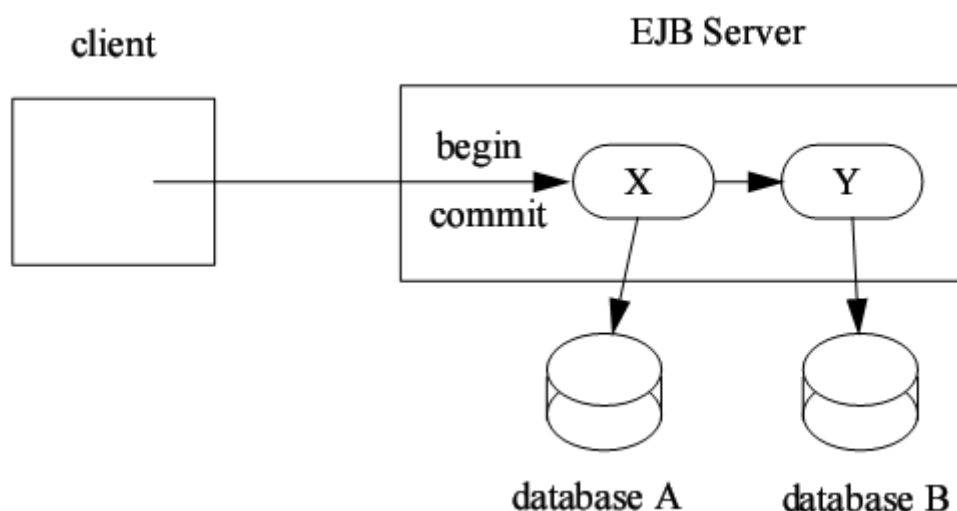 client
EJB Server
begin
commit
X
Y
database A
database B